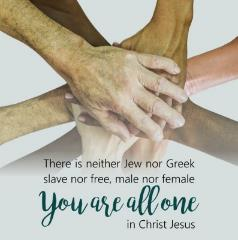 There is neither Jew nor Greek
slave nor free, male nor female
You are all one
in Christ Jesus